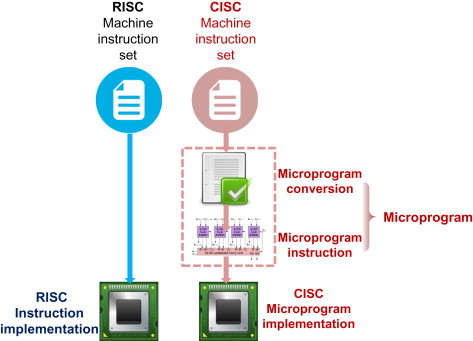 RISC
Machine
instruction
set
CISC
Machine
instruction
set
Microprogram
conversion
Microprogram
instruction
Microprogram
RISC
Instruction
implementation
CISC
Microprogram
implementation